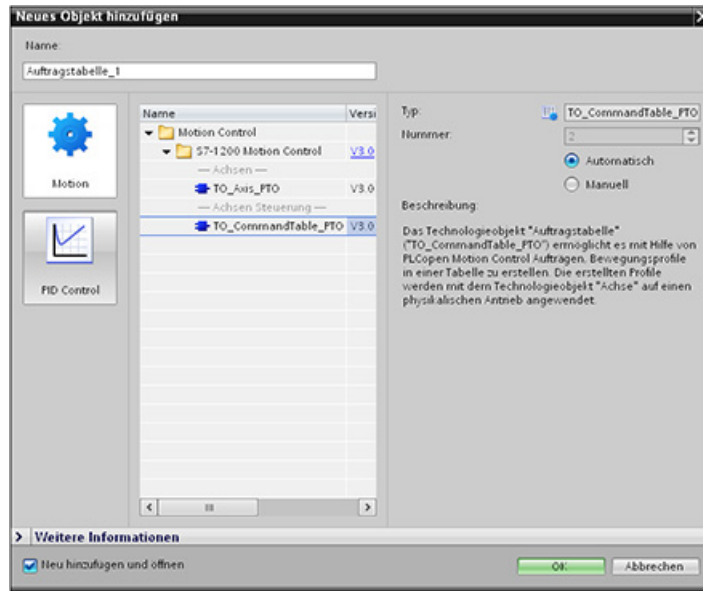 Neues Objekt hinzufügen
Name:
Auftragstabelle_1
Motion
PID Control
Name Versi
Motion Control
S7-1200 Motion Control V3.0
— Achsen —
TO_Axis_PTO V3.0
— Achsen Steuerung —
TO_CommandTable_PTO V3.0
Typ: TO_CommandTable_PTO
Nummer: 2
Automatisch
Manuell
Beschreibung:
Das Technologieobjekt "Auftragstabelle"
("TO_CommandTable_PTO") ermöglicht es mit Hilfe von
PLCopen Motion Control Aufträgen, Bewegungsprofile
in einer Tabelle zu erstellen. Die erstellten Profile
werden mit dem Technologieobjekt "Achse" auf einen
physikalischen Antrieb angewendet.
Weitere Informationen
Neu hinzufügen und öffnen
OK Abbrechen